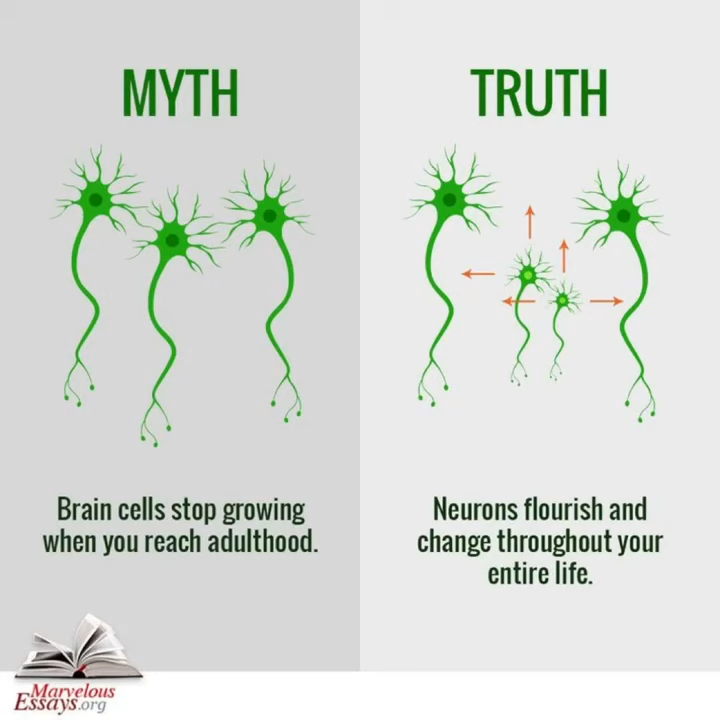 MYTH
Brain cells stop growing
when you reach adulthood.
TRUTH
Neurons flourish and
change throughout your
entire life.
Marvelous
Essays.org